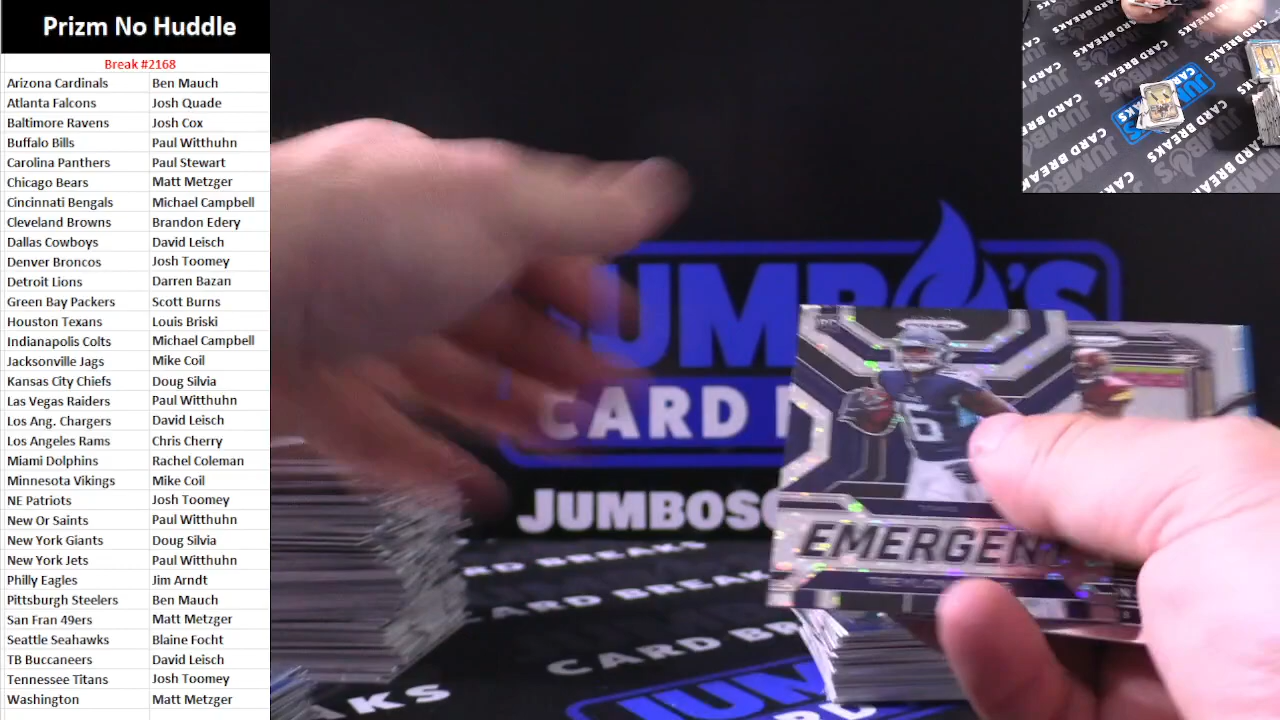 Prizm No Huddle
Break #2168
Arizona Cardinals Ben Mauch
Atlanta Falcons Josh Quade
Baltimore Ravens Josh Cox
Buffalo Bills Paul Witthuhn
Carolina Panthers Paul Stewart
Chicago Bears Matt Metzger
Cincinnati Bengals Michael Campbell
Cleveland Browns Brandon Edery
Dallas Cowboys David Leisch
Denver Broncos Josh Toomey
Detroit Lions Darren Bazan
Green Bay Packers Scott Burns
Houston Texans Louis Briski
Indianapolis Colts Michael Campbell
Jacksonville Jags Mike Coil
Kansas City Chiefs Doug Silvia
Las Vegas Raiders Paul Witthuhn
Los Ang. Chargers David Leisch
Los Angeles Rams Chris Cherry
Miami Dolphins Rachel Coleman
Minnesota Vikings Mike Coil
NE Patriots Josh Toomey
New Or Saints Paul Witthuhn
New York Giants Doug Silvia
New York Jets Paul Witthuhn
Philly Eagles Jim Arndt
Pittsburgh Steelers Ben Mauch
San Fran 49ers Matt Metzger
Seattle Seahawks Blaine Focht
TB Buccaneers David Leisch
Tennessee Titans Josh Toomey
Washington Matt Metzger
CARD BREAKS
JUMBO'S
CARD
JUMBOSC
EMERGEN
CARD BREAKS
CARD BREAKS